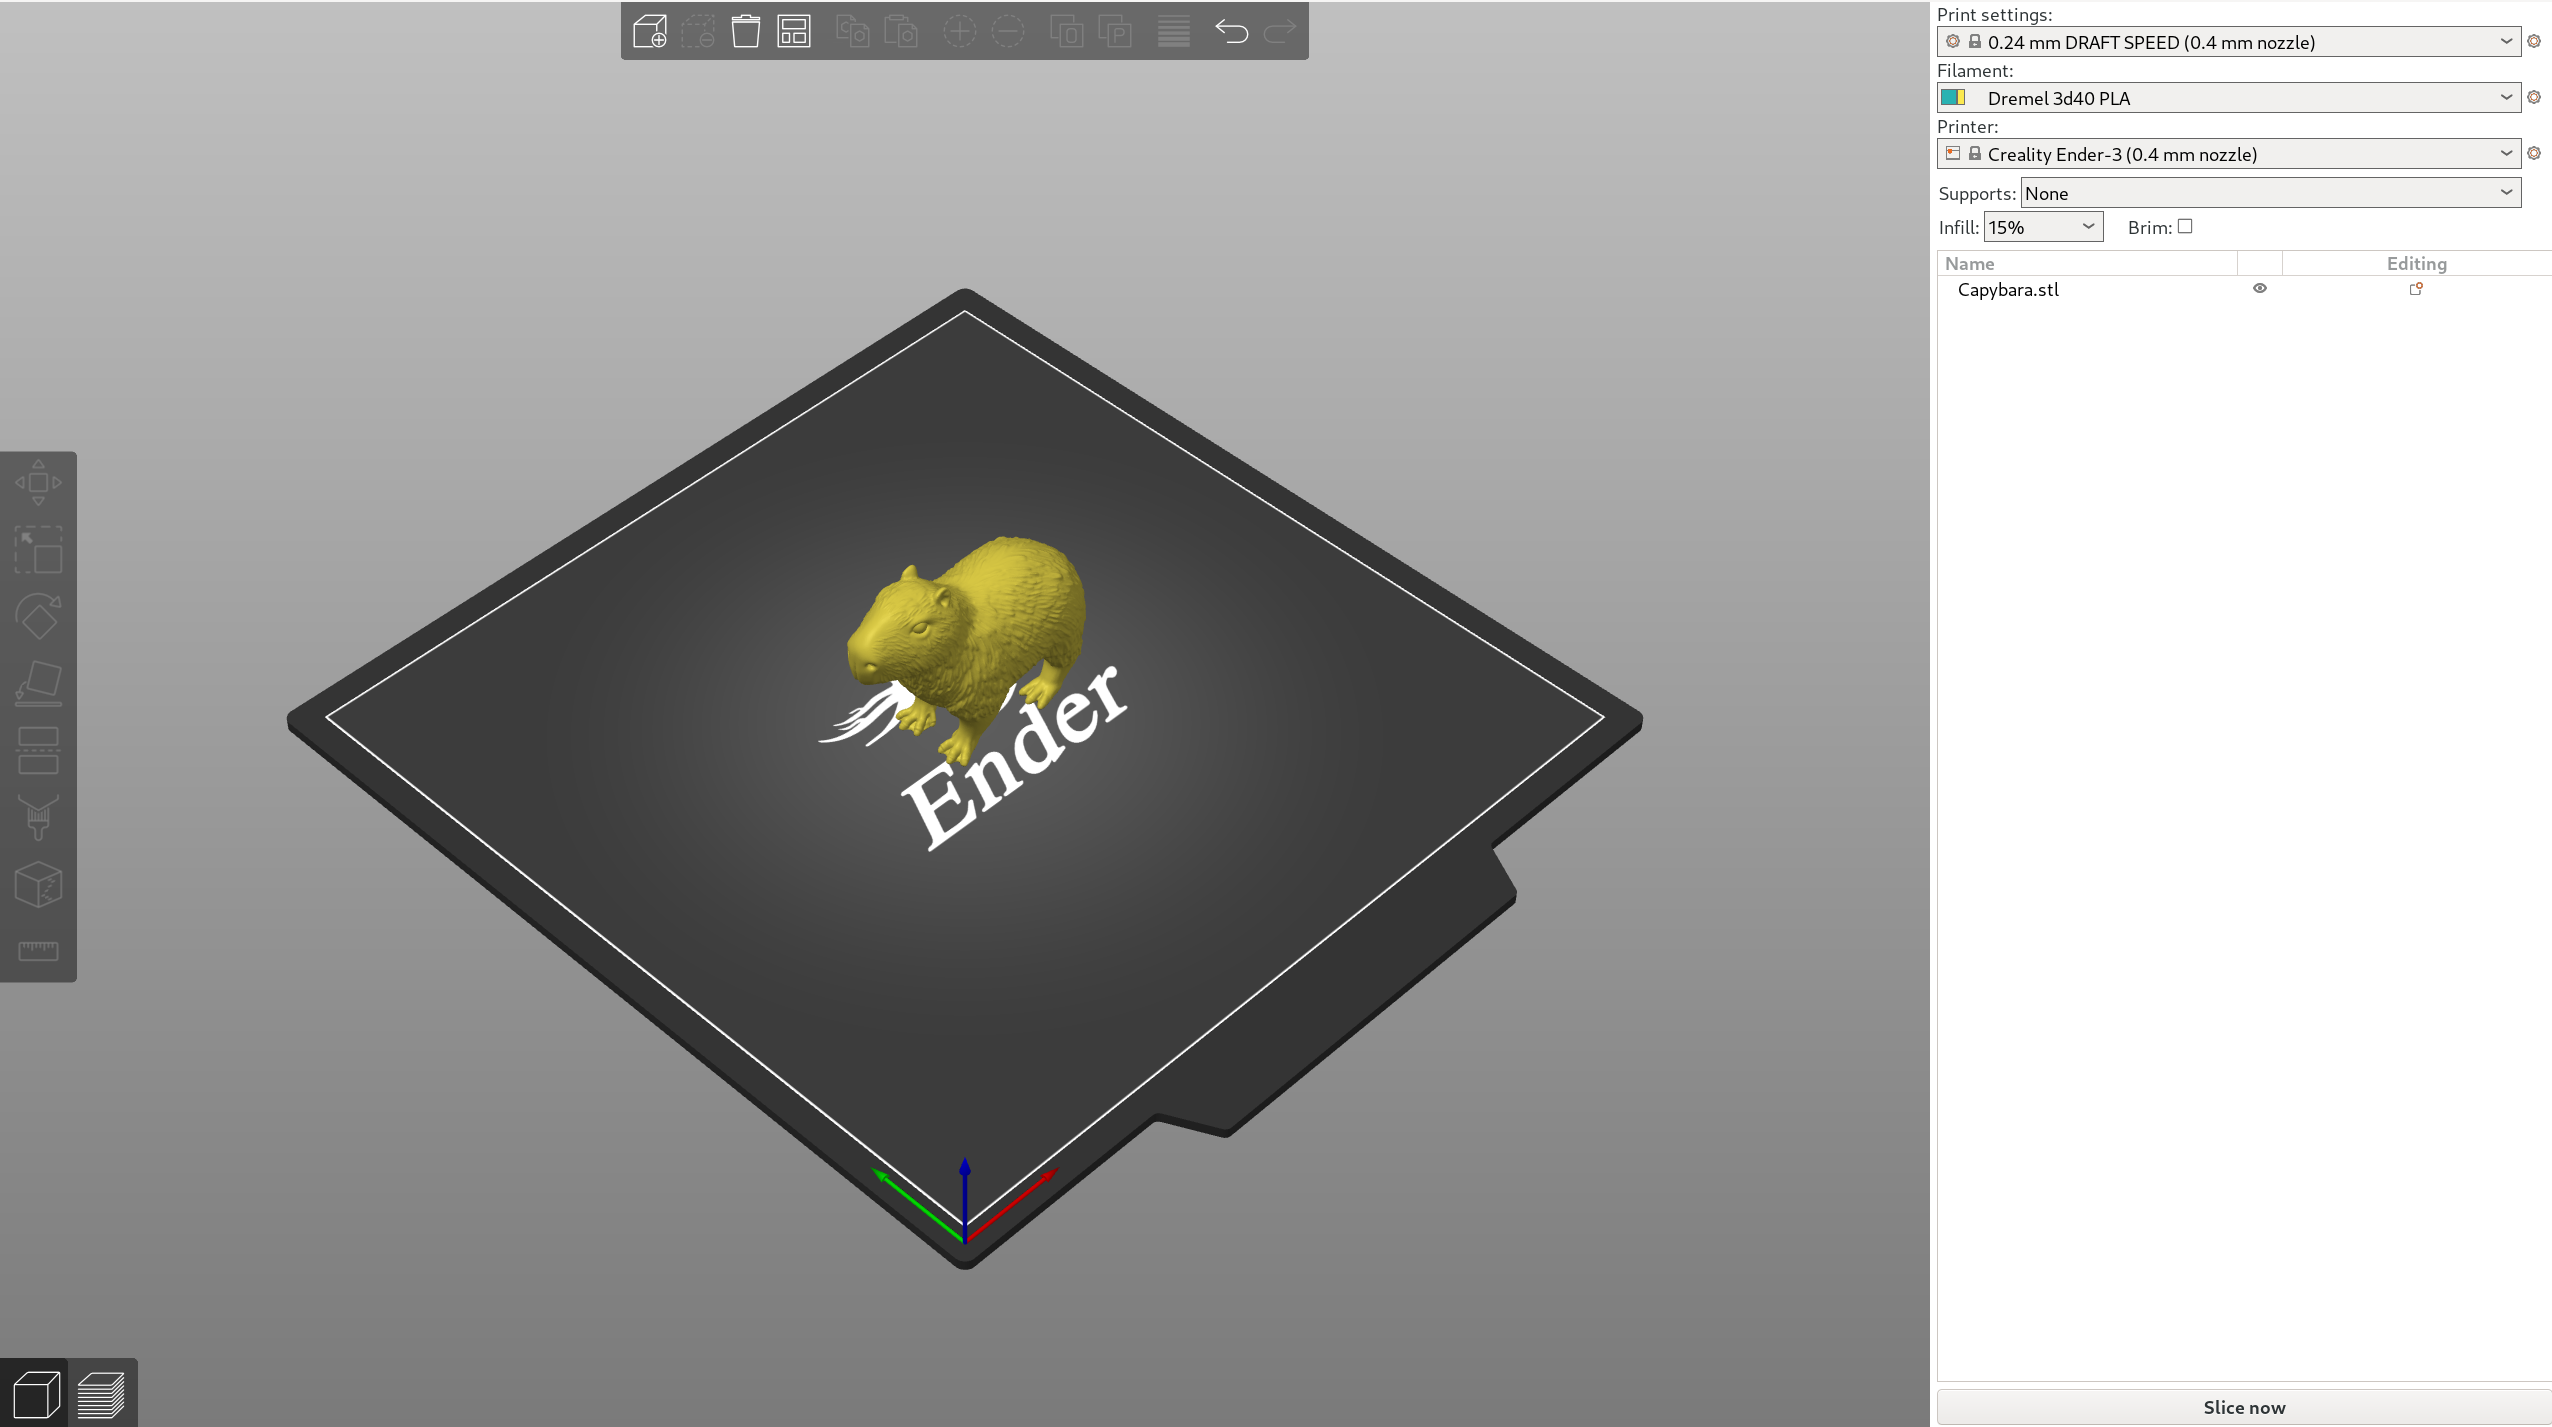 Print settings:
0.24 mm DRAFT SPEED (0.4 mm nozzle)
Filament:
Dremel 3d40 PLA
Printer:
Creality Ender-3 (0.4 mm nozzle)
Supports: None
Infill: 15% Brim:
Name Editing
Capybara.stl
Ender
Slice now